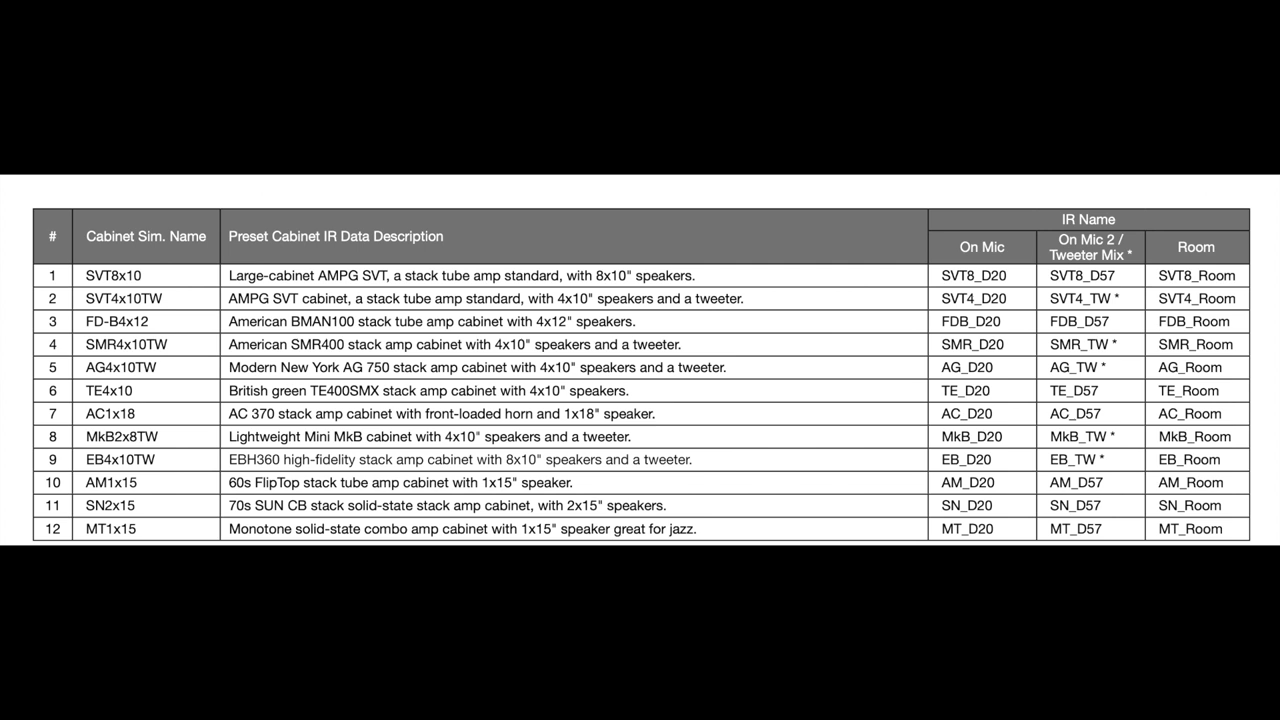 # Cabinet Sim. Name Preset Cabinet IR Data Description IR Name
On Mic On Mic 2 / Tweeter Mix * Room
1 SVT8x10 Large-cabinet AMPG SVT, a stack tube amp standard, with 8x10" speakers. SVT8_D20 SVT8_D57 SVT8_Room
2 SVT4x10TW AMPG SVT cabinet, a stack tube amp standard, with 4x10" speakers and a tweeter. SVT4_D20 SVT4_TW * SVT4_Room
3 FD-B4x12 American BMAN100 stack tube amp cabinet with 4x12" speakers. FDB_D20 FDB_D57 FDB_Room
4 SMR4x10TW American SMR400 stack amp cabinet with 4x10" speakers and a tweeter. SMR_D20 SMR_TW * SMR_Room
5 AG4x10TW Modern New York AG 750 stack amp cabinet with 4x10" speakers and a tweeter. AG_D20 AG_TW * AG_Room
6 TE4x10 British green TE400SMX stack amp cabinet with 4x10" speakers. TE_D20 TE_D57 TE_Room
7 AC1x18 AC 370 stack amp cabinet with front-loaded horn and 1x18" speaker. AC_D20 AC_D57 AC_Room
8 MkB2x8TW Lightweight Mini MkB cabinet with 4x10" speakers and a tweeter. MkB_D20 MkB_TW * MkB_Room
9 EB4x10TW EBH360 high-fidelity stack amp cabinet with 8x10" speakers and a tweeter. EB_D20 EB_TW * EB_Room
10 AM1x15 60s FlipTop stack tube amp cabinet with 1x15" speaker. AM_D20 AM_D57 AM_Room
11 SN2x15 70s SUN CB stack solid-state stack amp cabinet, with 2x15" speakers. SN_D20 SN_D57 SN_Room
12 MT1x15 Monotone solid-state combo amp cabinet with 1x15" speaker great for jazz. MT_D20 MT_D57 MT_Room